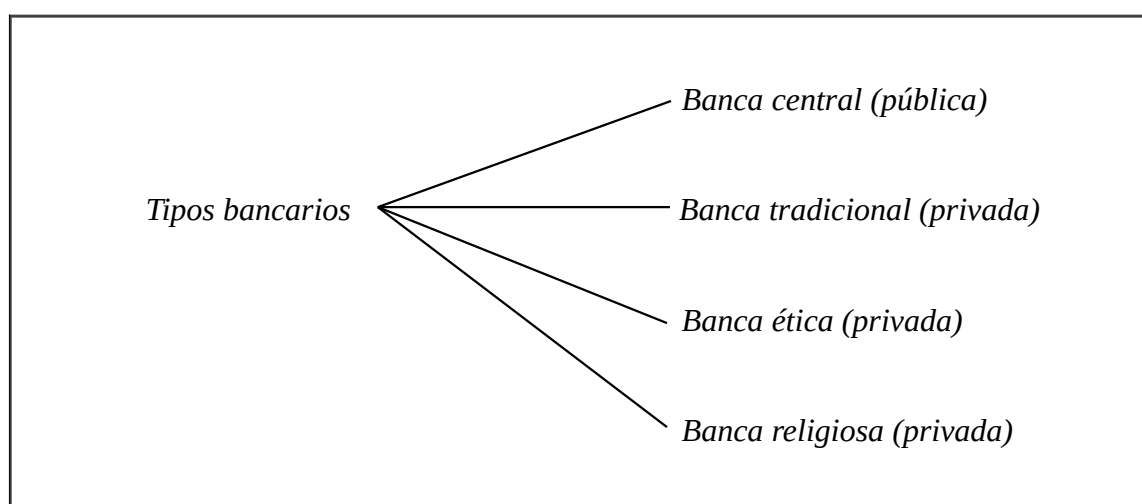 Banca central (pública)
Tipos bancarios
Banca tradicional (privada)
Banca ética (privada)
Banca religiosa (privada)